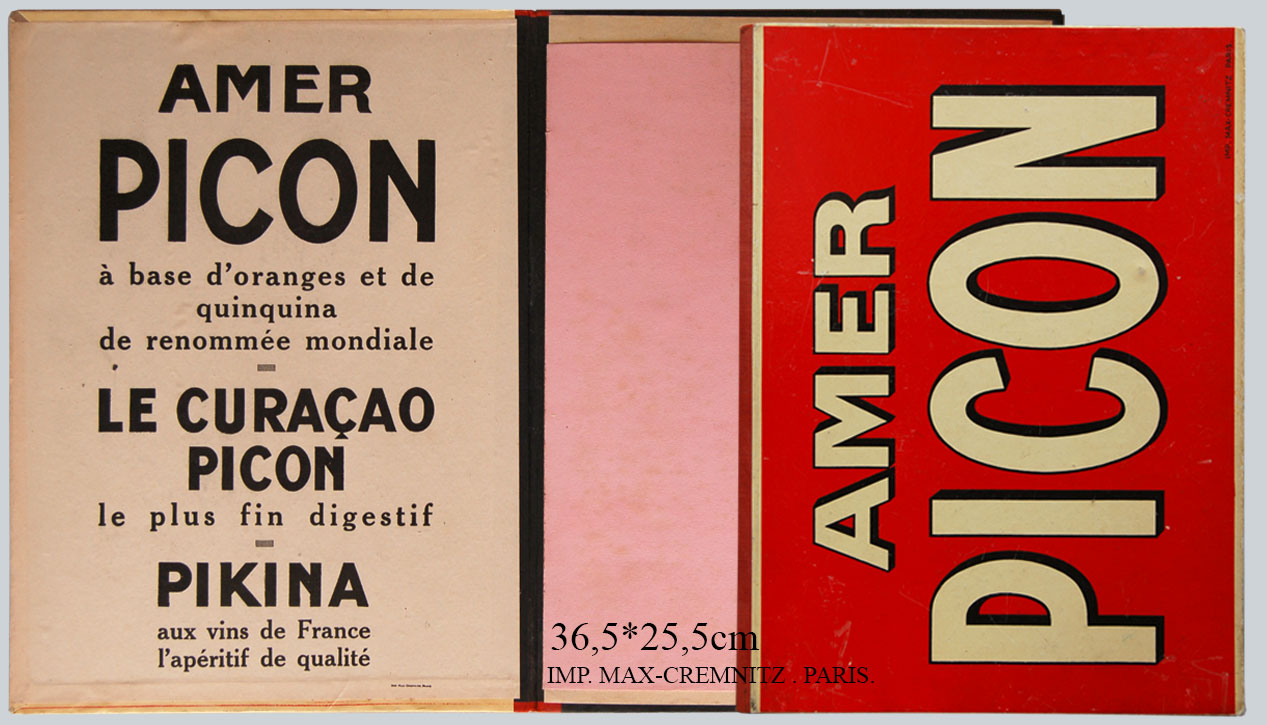 AMER
PICON
à base d'oranges et de
quinquina
de renommée mondiale
LE CURAÇAO
PICON
le plus fin digestif
PIKINA
aux vins de France
l'apéritif de qualité
36,5*25,5cm
IMP. MAX-CREMNITZ . PARIS.
AMER
PICON
IMP. MAX-CREMNITZ PARIS